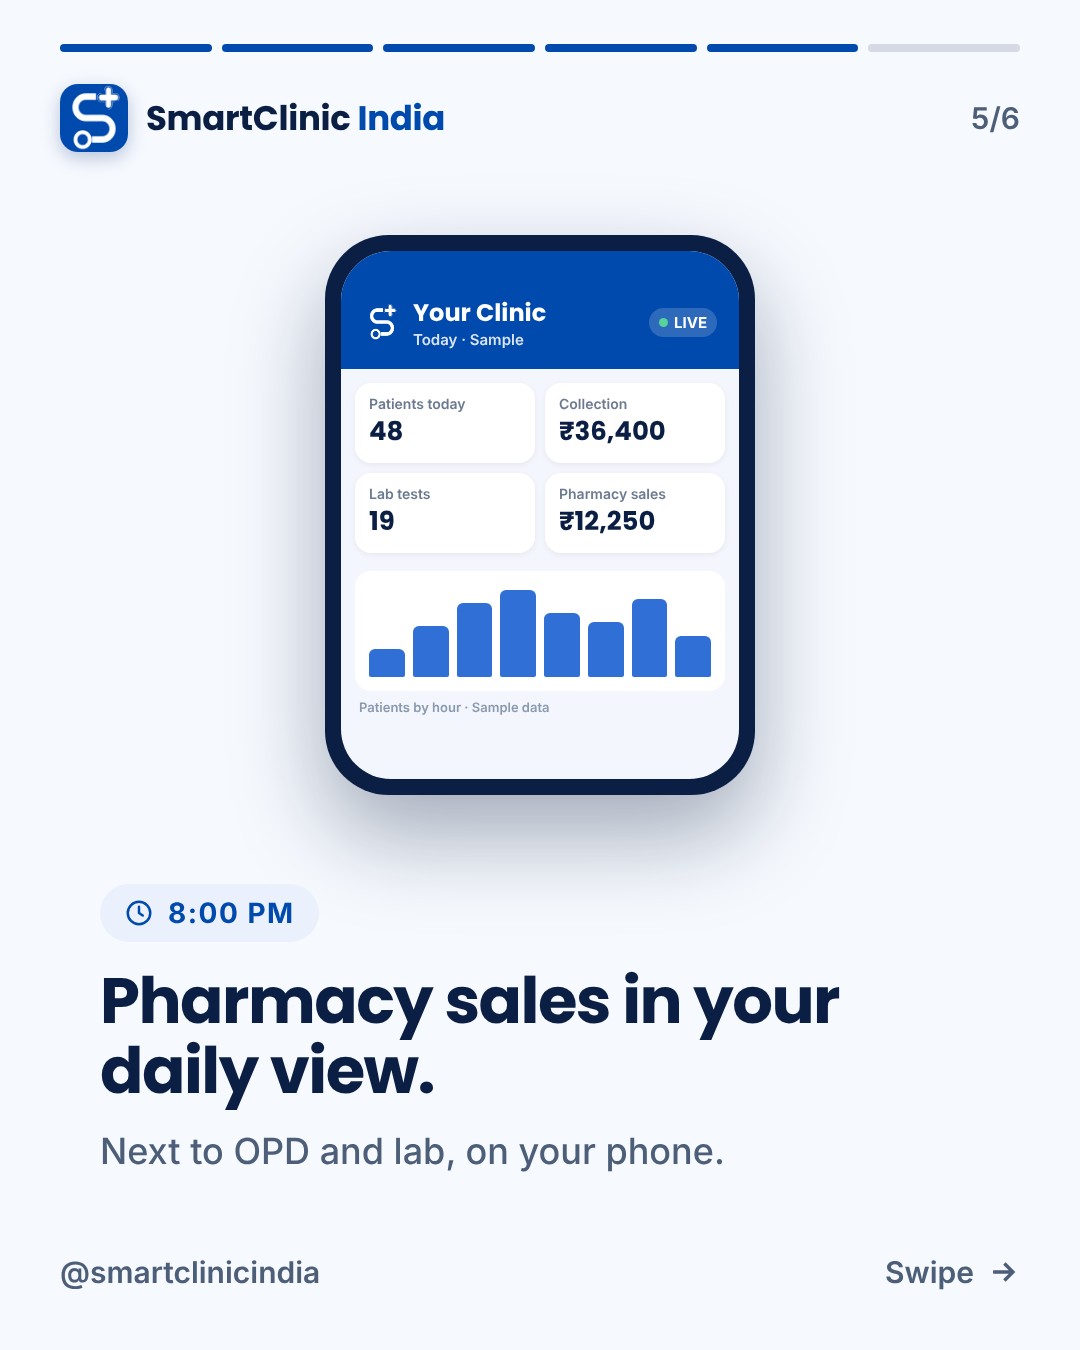 SmartClinic India
5/6
Your Clinic
Today · Sample
LIVE
Patients today
48
Collection
₹36,400
Lab tests
19
Pharmacy sales
₹12,250
Patients by hour · Sample data
8:00 PM
Pharmacy sales in your
daily view.
Next to OPD and lab, on your phone.
@smartclinicindia
Swipe →